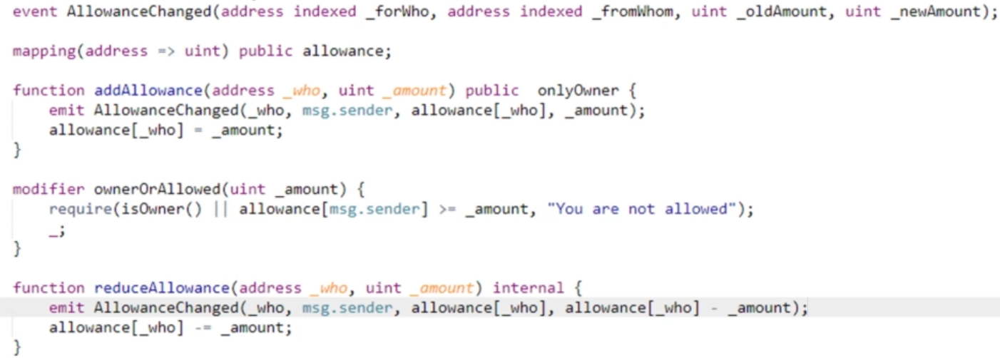 event AllowanceChanged(address indexed _forWho, address indexed _fromWhom, uint _oldAmount, uint _newAmount);
mapping(address => uint) public allowance;
function addAllowance(address _who, uint _amount) public  onlyOwner {
    emit AllowanceChanged(_who, msg.sender, allowance[_who], _amount);
    allowance[_who] = _amount;
}
modifier ownerOrAllowed(uint _amount) {
    require(isOwner() || allowance[msg.sender] >= _amount, "You are not allowed");
    _;
}
function reduceAllowance(address _who, uint _amount) internal {
    emit AllowanceChanged(_who, msg.sender, allowance[_who], allowance[_who] - _amount);
    allowance[_who] -= _amount;
}